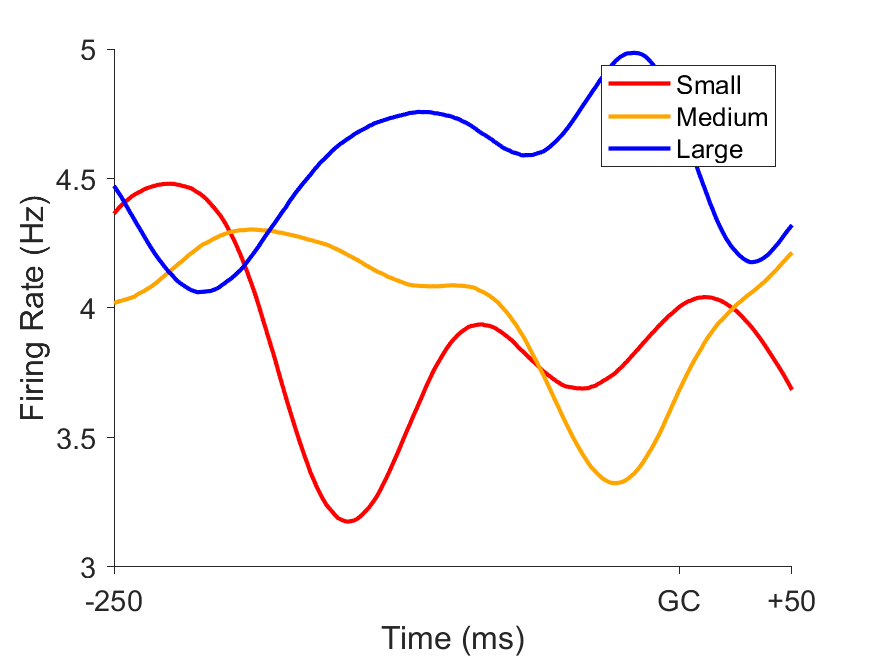 5
4.5
4
3.5
3
Firing Rate (Hz)
Small
Medium
Large
-250
GC
+50
Time (ms)